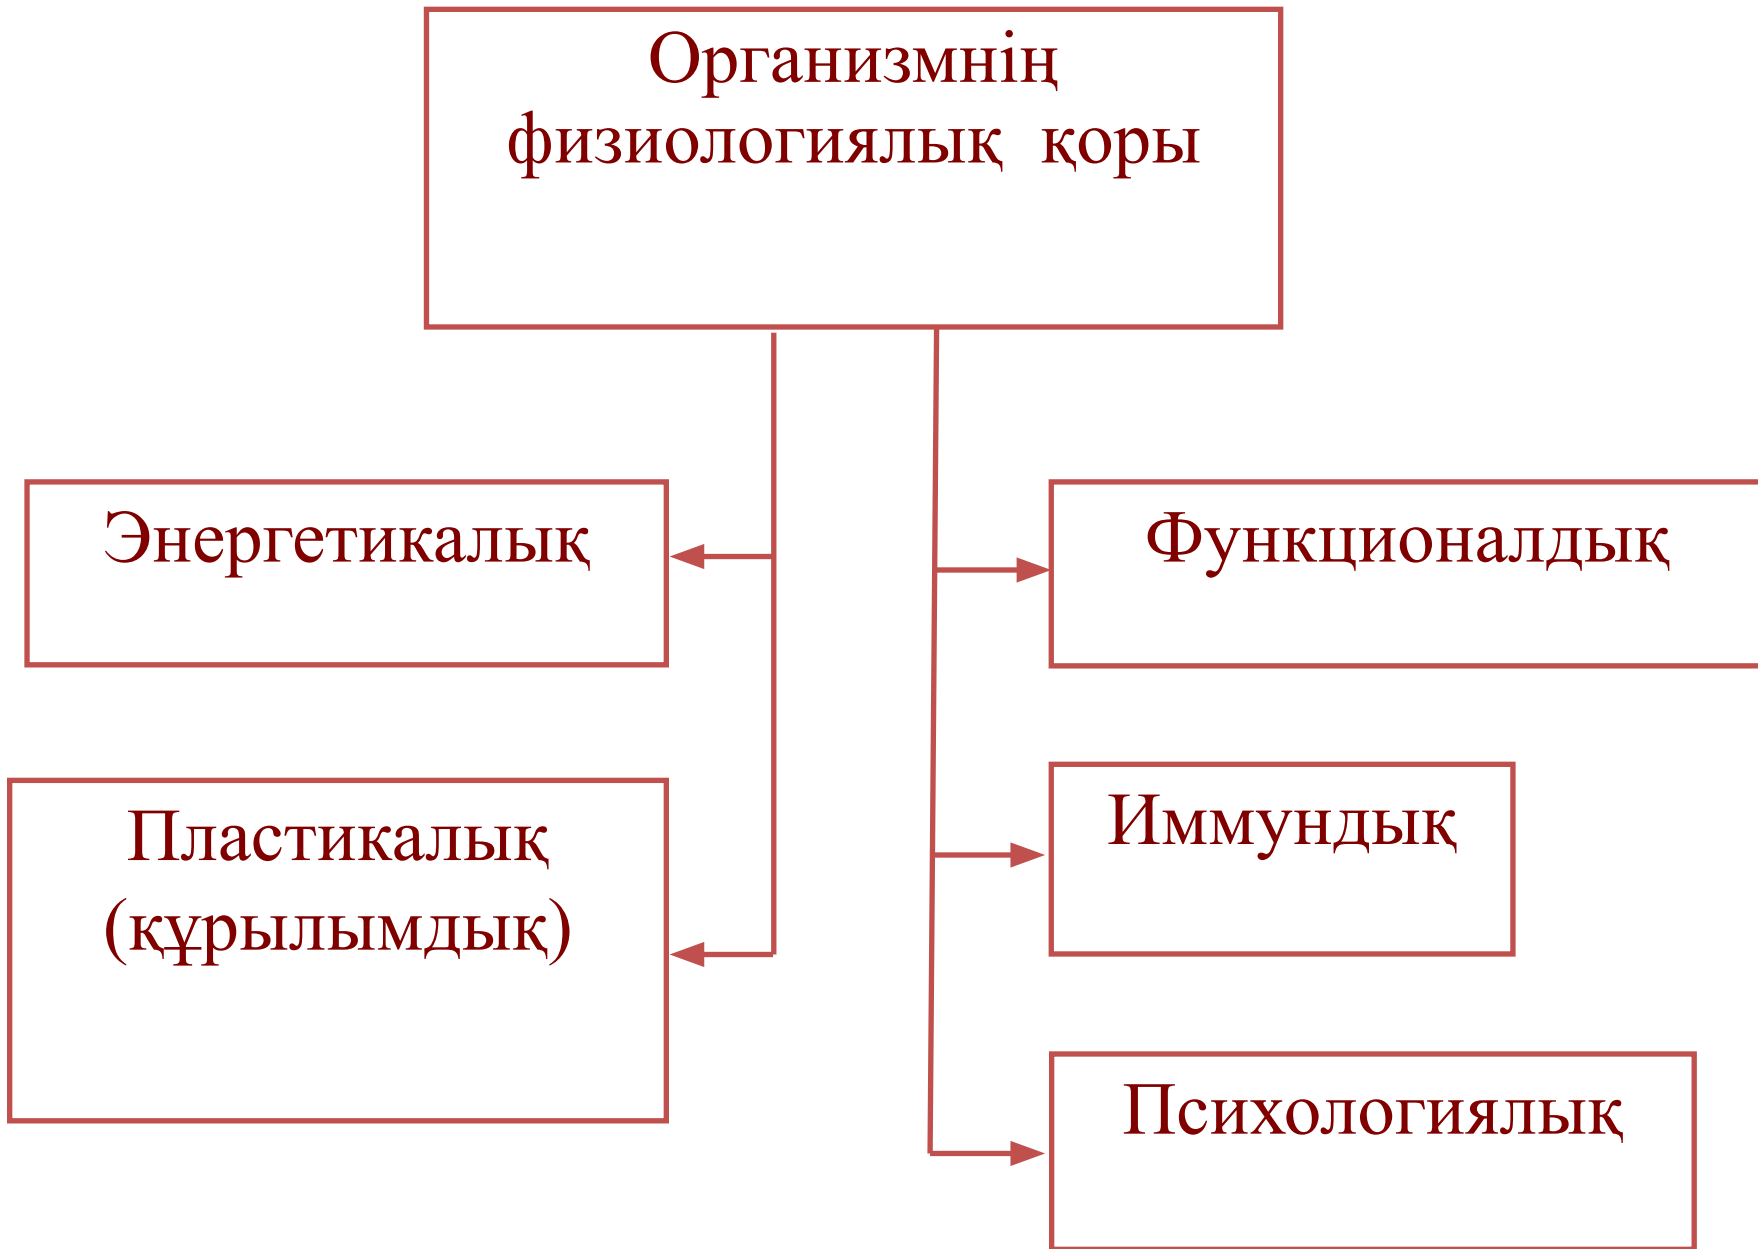 Организмнің
физиологиялық қоры
Энергетикалық
Функционалдық
Пластикалық
(құрылымдық)
Иммундық
Психологиялық